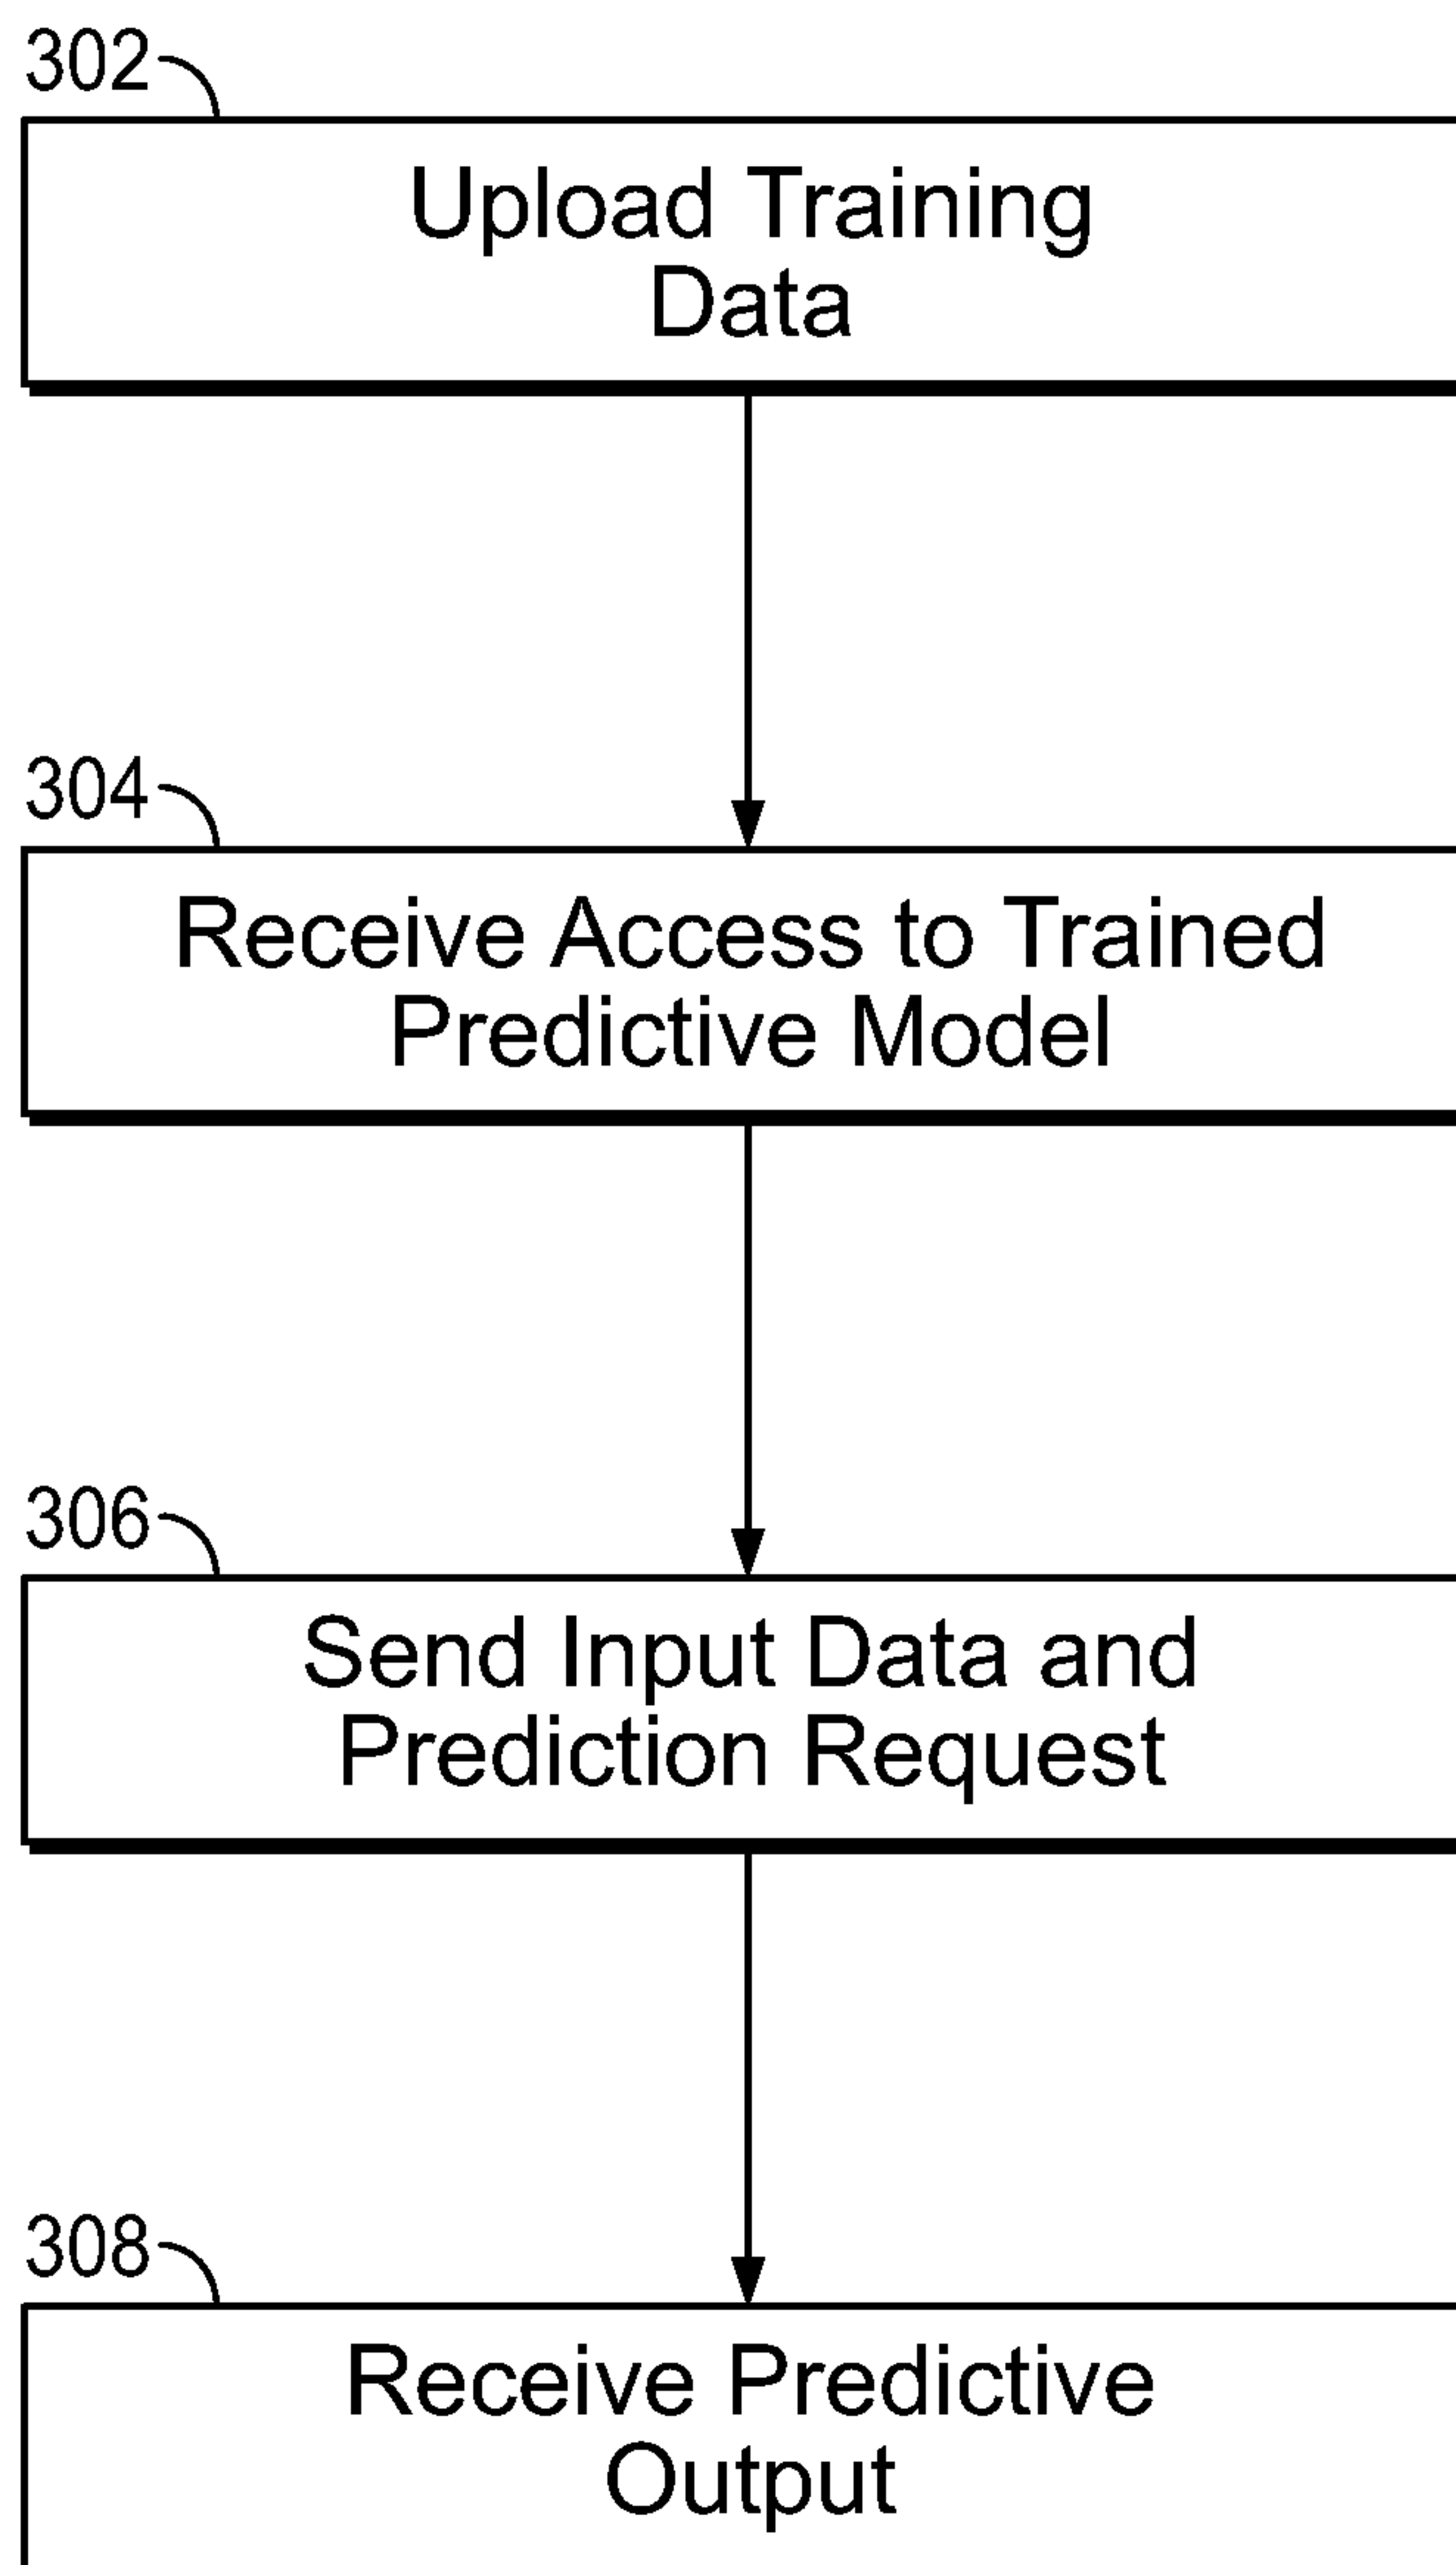 302
Upload Training
Data
304
Receive Access to Trained
Predictive Model
306
Send Input Data and
Prediction Request
308
Receive Predictive
Output